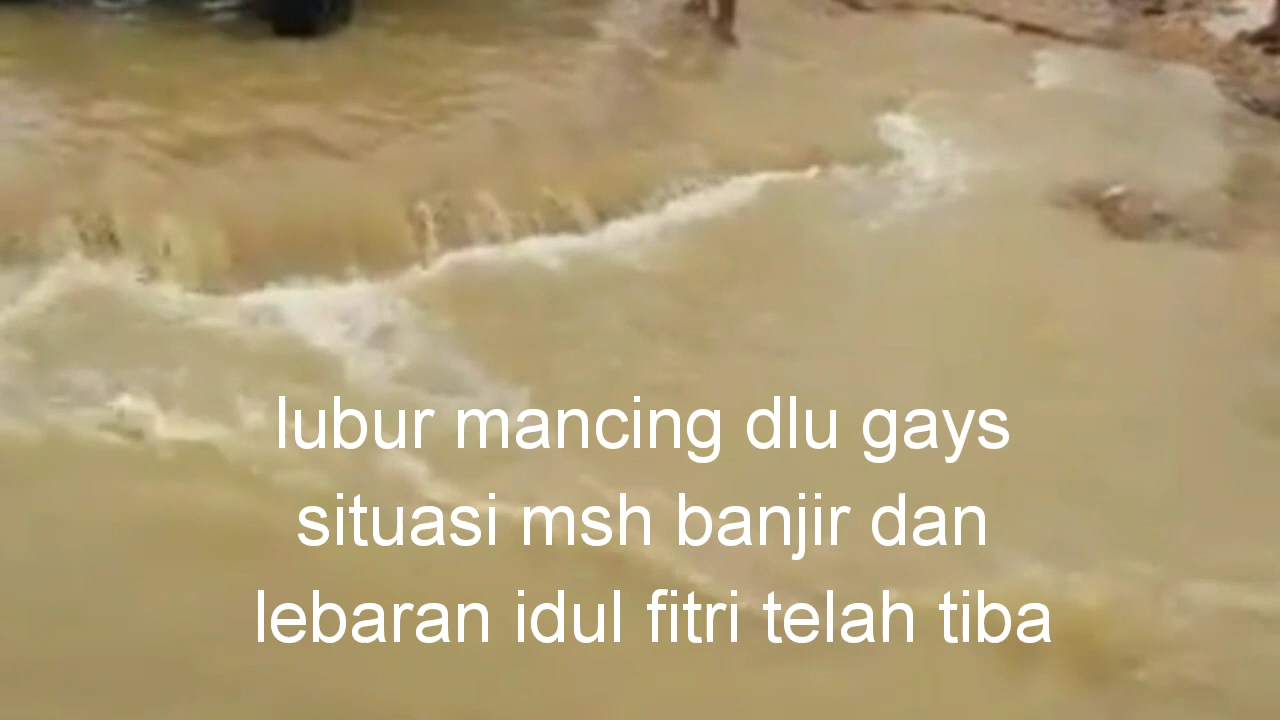 lubur mancing dlu gays
situasi msh banjir dan
lebaran idul fitri telah tiba